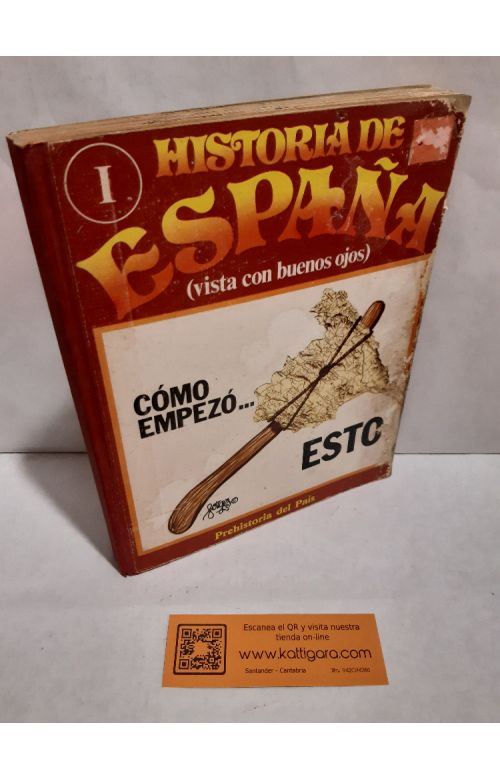 I
HISTORIA DE
ESPAÑA
(vista con buenos ojos)
CÓMO
EMPEZÓ...
ESTO
Prehistoria del País
Escanea el QR y visita nuestra
tienda on-line
www.kattigara.com
Santander - Cantabria